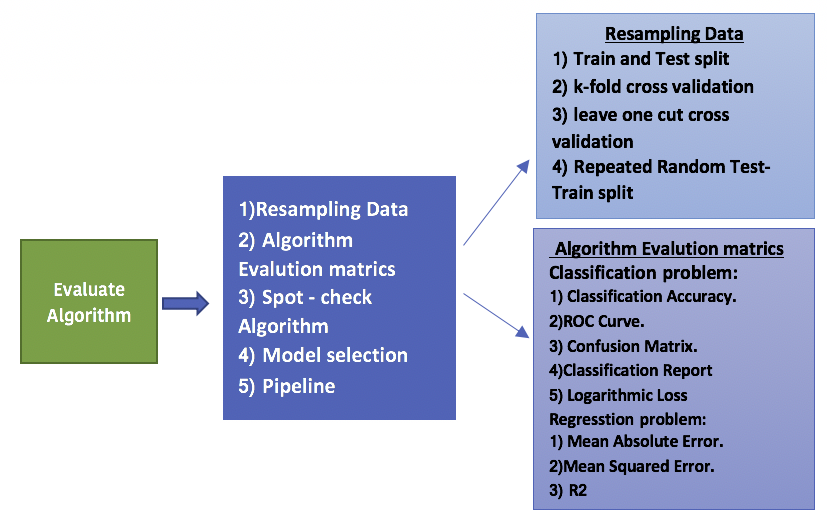 Evaluate
Algorithm
1)Resampling Data
2) Algorithm
Evalution matrics
3) Spot - check
Algorithm
4) Model selection
5) Pipeline
Resampling Data
1) Train and Test split
2) k-fold cross validation
3) leave one cut cross
validation
4) Repeated Random Test-
Train split
Algorithm Evalution matrics
Classification problem:
1) Classification Accuracy.
2)ROC Curve.
3) Confusion Matrix.
4)Classification Report
5) Logarithmic Loss
Regresstion problem:
1) Mean Absolute Error.
2)Mean Squared Error.
3) R2